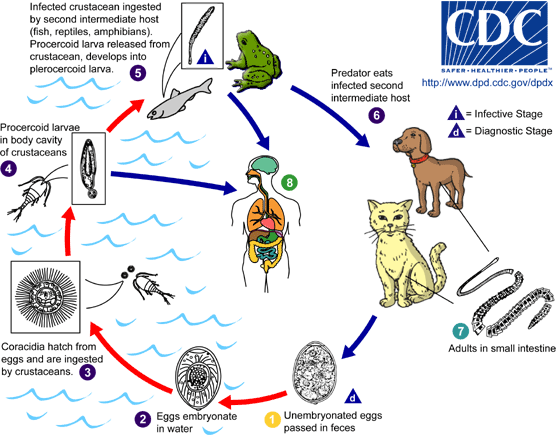 Infected crustacean ingested
by second intermediate host
(fish, reptiles, amphibians).
Procercoid larva released from
crustacean, develops into
plerocercoid larva.
5
i
CDC
SAFER • HEALTHIER • PEOPLE™
http://www.dpd.cdc.gov/dpdx
i = Infective Stage
d = Diagnostic Stage
Predator eats
infected second
intermediate host
6
Procercoid larvae
in body cavity
of crustaceans
4
8
7
Adults in small intestine
Coracidia hatch from
eggs and are ingested
by crustaceans. 3
2 Eggs embryonate
in water
d
1 Unembryonated eggs
passed in feces